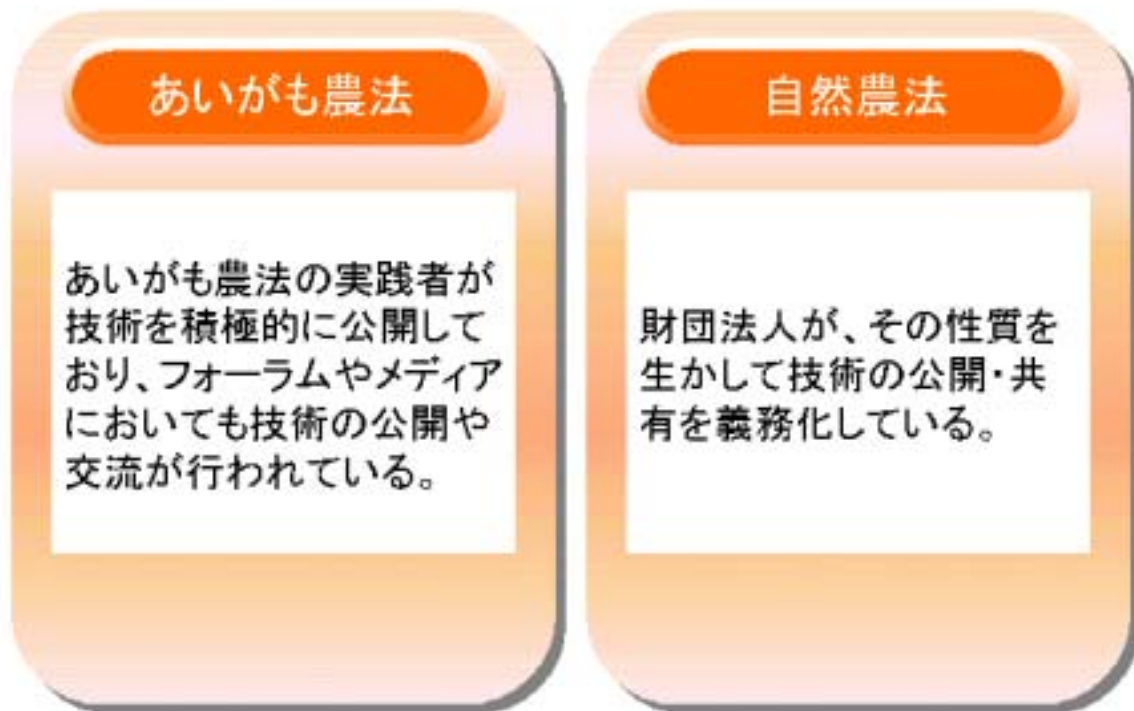 あいがも農法
あいがも農法の実践者が
技術を積極的に公開して
おり、フォーラムやメディア
においても技術の公開や
交流が行われている。
自然農法
財団法人が、その性質を
生かして技術の公開・共
有を義務化している。